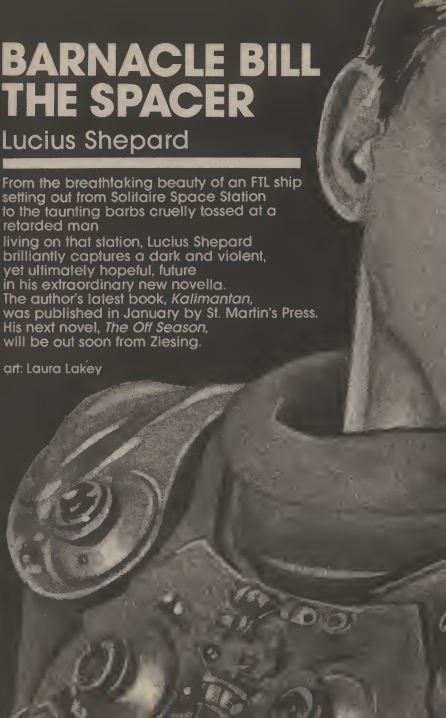 BARNACLE BILL
THE SPACER
Lucius Shepard
From the breathtaking beauty of an FTL ship
setting out from Solitaire Space Station
to the taunting barbs cruelly tossed at a
retarded man
living on that station, Lucius Shepard
brilliantly captures a dark and violent,
yet ultimately hopeful, future
in his extraordinary new novella.
The author's latest book, Kalimantan,
was published in January by St. Martin's Press.
His next novel, The Off Season,
will be out soon from Ziesing.
art: Laura Lakey